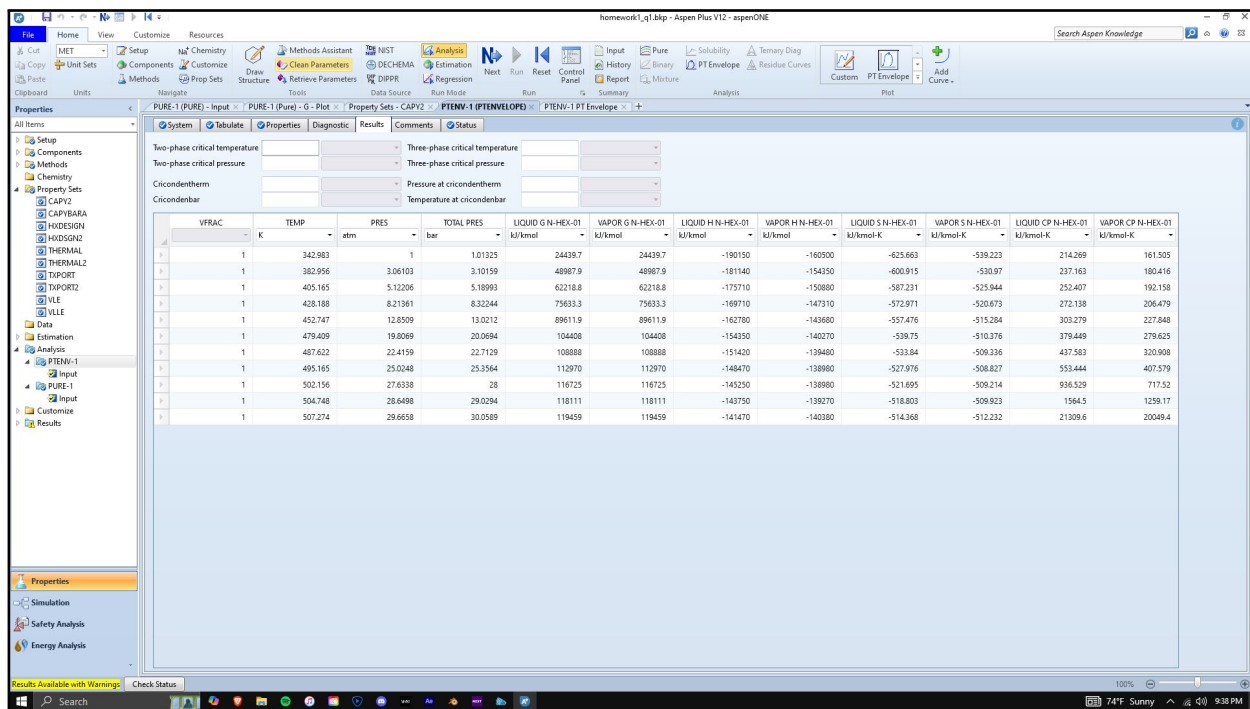 homework1_q1.bkp - Aspen Plus V12 - aspenONE
File Home View Customize Resources Search Aspen Knowledge
Cut MET Setup Chemistry Methods Assistant NIST Analysis Input Pure Solubility Ternary Diag
Copy Unit Sets Components Customize Clean Parameters DECHEMA Estimation History Binary PT Envelope Residue Curves
Paste Methods Prop Sets Draw Structure Retrieve Parameters DIPPR Regression Next Run Reset Control Panel Report Mixture Custom PT Envelope Add Curve
Clipboard Units Navigate Tools Data Source Run Mode Run Summary Analysis Plot
Properties PURE-1 (PURE) - Input PURE-1 (Pure) - G - Plot Property Sets - CAPY2 PTENV-1 (PTENVELOPE) PTENV-1 PT Envelope +
All Items System Tabulate Properties Diagnostic Results Comments Status
Setup
Components
Methods
Chemistry
Property Sets
CAPY2
CAPYBARA
HXDESIGN
HXDSGN2
THERMAL
THERMAL2
TXPORT
TXPORT2
VLE
VLLE
Data
Estimation
Analysis
PTENV-1
Input
PURE-1
Input
Customize
Results
Two-phase critical temperature Three-phase critical temperature
Two-phase critical pressure Three-phase critical pressure
Cricondentherm Pressure at cricondentherm
Cricondenbar Temperature at cricondenbar
VFRAC TEMP PRES TOTAL PRES LIQUID G N-HEX-01 VAPOR G N-HEX-01 LIQUID H N-HEX-01 VAPOR H N-HEX-01 LIQUID S N-HEX-01 VAPOR S N-HEX-01 LIQUID CP N-HEX-01 VAPOR CP N-HEX-01
K atm bar kJ/kmol kJ/kmol kJ/kmol kJ/kmol kJ/kmol-K kJ/kmol-K kJ/kmol-K kJ/kmol-K
1 342.983 1 1.01325 24439.7 24439.7 -190150 -160500 -625.663 -539.223 214.269 161.505
1 382.956 3.06103 3.10159 48987.9 48987.9 -181140 -154350 -600.915 -530.97 237.163 180.416
1 405.165 5.12206 5.18993 62218.8 62218.8 -175710 -150880 -587.231 -525.944 252.407 192.158
1 428.188 8.21361 8.32244 75633.3 75633.3 -169710 -147310 -572.971 -520.673 272.138 206.479
1 452.747 12.8509 13.0212 89611.9 89611.9 -162780 -143680 -557.476 -515.284 303.279 227.848
1 479.409 19.8069 20.0694 104408 104408 -154350 -140270 -539.75 -510.376 379.449 279.625
1 487.622 22.4159 22.7129 108888 108888 -151420 -139480 -533.84 -509.336 437.583 320.908
1 495.165 25.0248 25.3564 112970 112970 -148470 -138980 -527.976 -508.827 553.444 407.579
1 502.156 27.6338 28 116725 116725 -145250 -138980 -521.695 -509.214 936.529 717.52
1 504.748 28.6498 29.0294 118111 118111 -143750 -139270 -518.803 -509.923 1564.5 1259.17
1 507.274 29.6658 30.0589 119459 119459 -141470 -140380 -514.368 -512.232 21309.6 20049.4
Properties
Simulation
Safety Analysis
Energy Analysis
Results Available with Warnings Check Status 100%
Search 74°F Sunny 9:38 PM